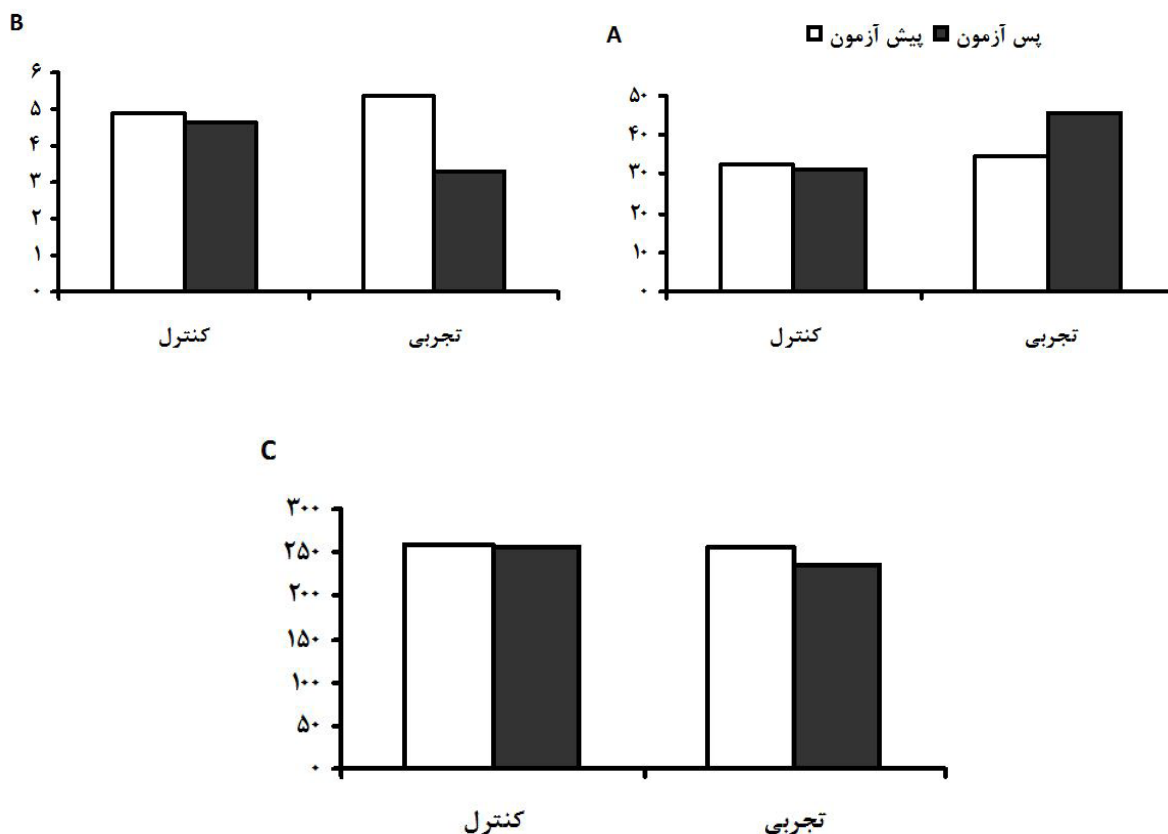 B
۶
۵
۴
۳
۲
۱
۰
کنترل تجربی
A
پیش آزمون پس آزمون
۵۰
۴۰
۳۰
۲۰
۱۰
۰
کنترل تجربی
C
۳۰۰
۲۵۰
۲۰۰
۱۵۰
۱۰۰
۵۰
۰
کنترل تجربی